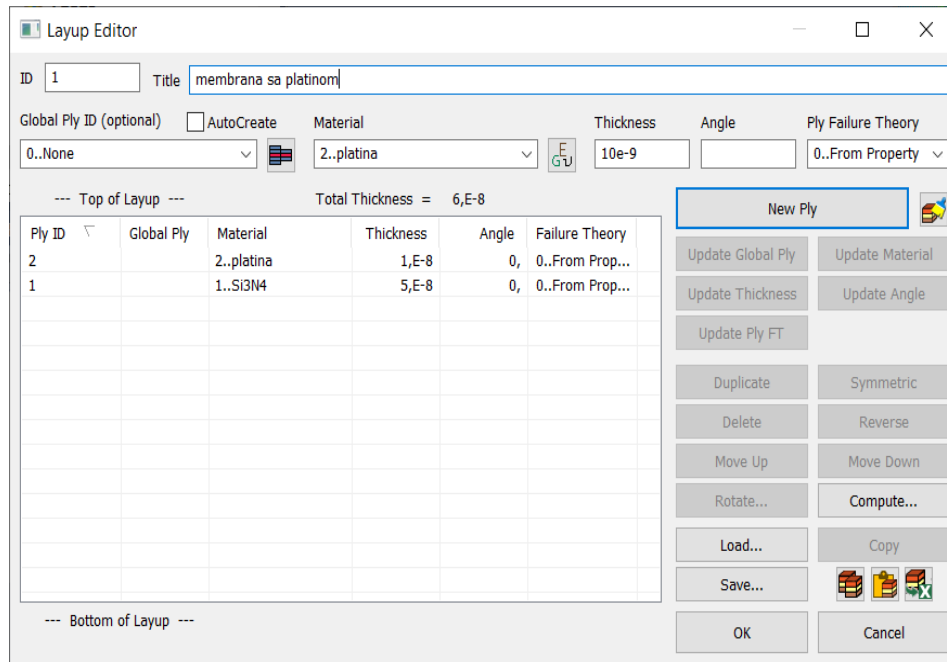 Layup Editor
ID 1 Title membrana sa platinom
Global Ply ID (optional) AutoCreate Material Thickness Angle Ply Failure Theory
0..None 2..platina 10e-9 0..From Property
--- Top of Layup --- Total Thickness = 6,E-8
New Ply
Ply ID Global Ply Material Thickness Angle Failure Theory
2 2..platina 1,E-8 0, 0..From Prop...
1 1..Si3N4 5,E-8 0, 0..From Prop...
Update Global Ply Update Material
Update Thickness Update Angle
Update Ply FT
Duplicate Symmetric
Delete Reverse
Move Up Move Down
Rotate... Compute...
Load... Copy
Save...
--- Bottom of Layup ---
OK Cancel